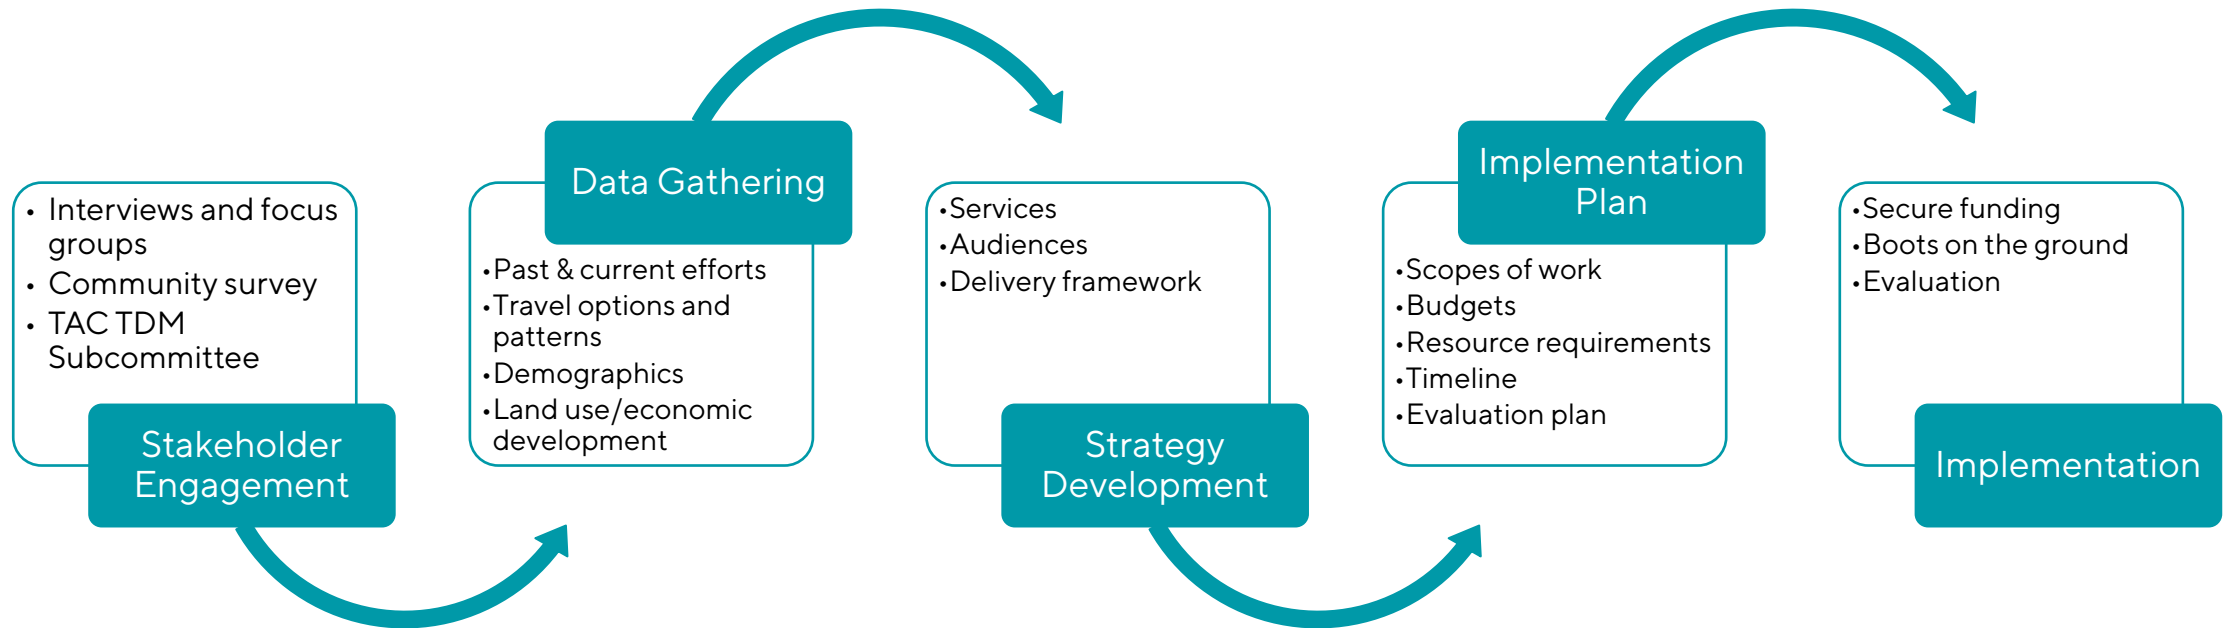 • Interviews and focus
groups
• Community survey
• TAC TDM
Subcommittee
Stakeholder
Engagement
Data Gathering
•Past & current efforts
•Travel options and
patterns
•Demographics
•Land use/economic
development
•Services
•Audiences
•Delivery framework
Strategy
Development
Implementation
Plan
•Scopes of work
•Budgets
•Resource requirements
•Timeline
•Evaluation plan
•Secure funding
•Boots on the ground
•Evaluation
Implementation